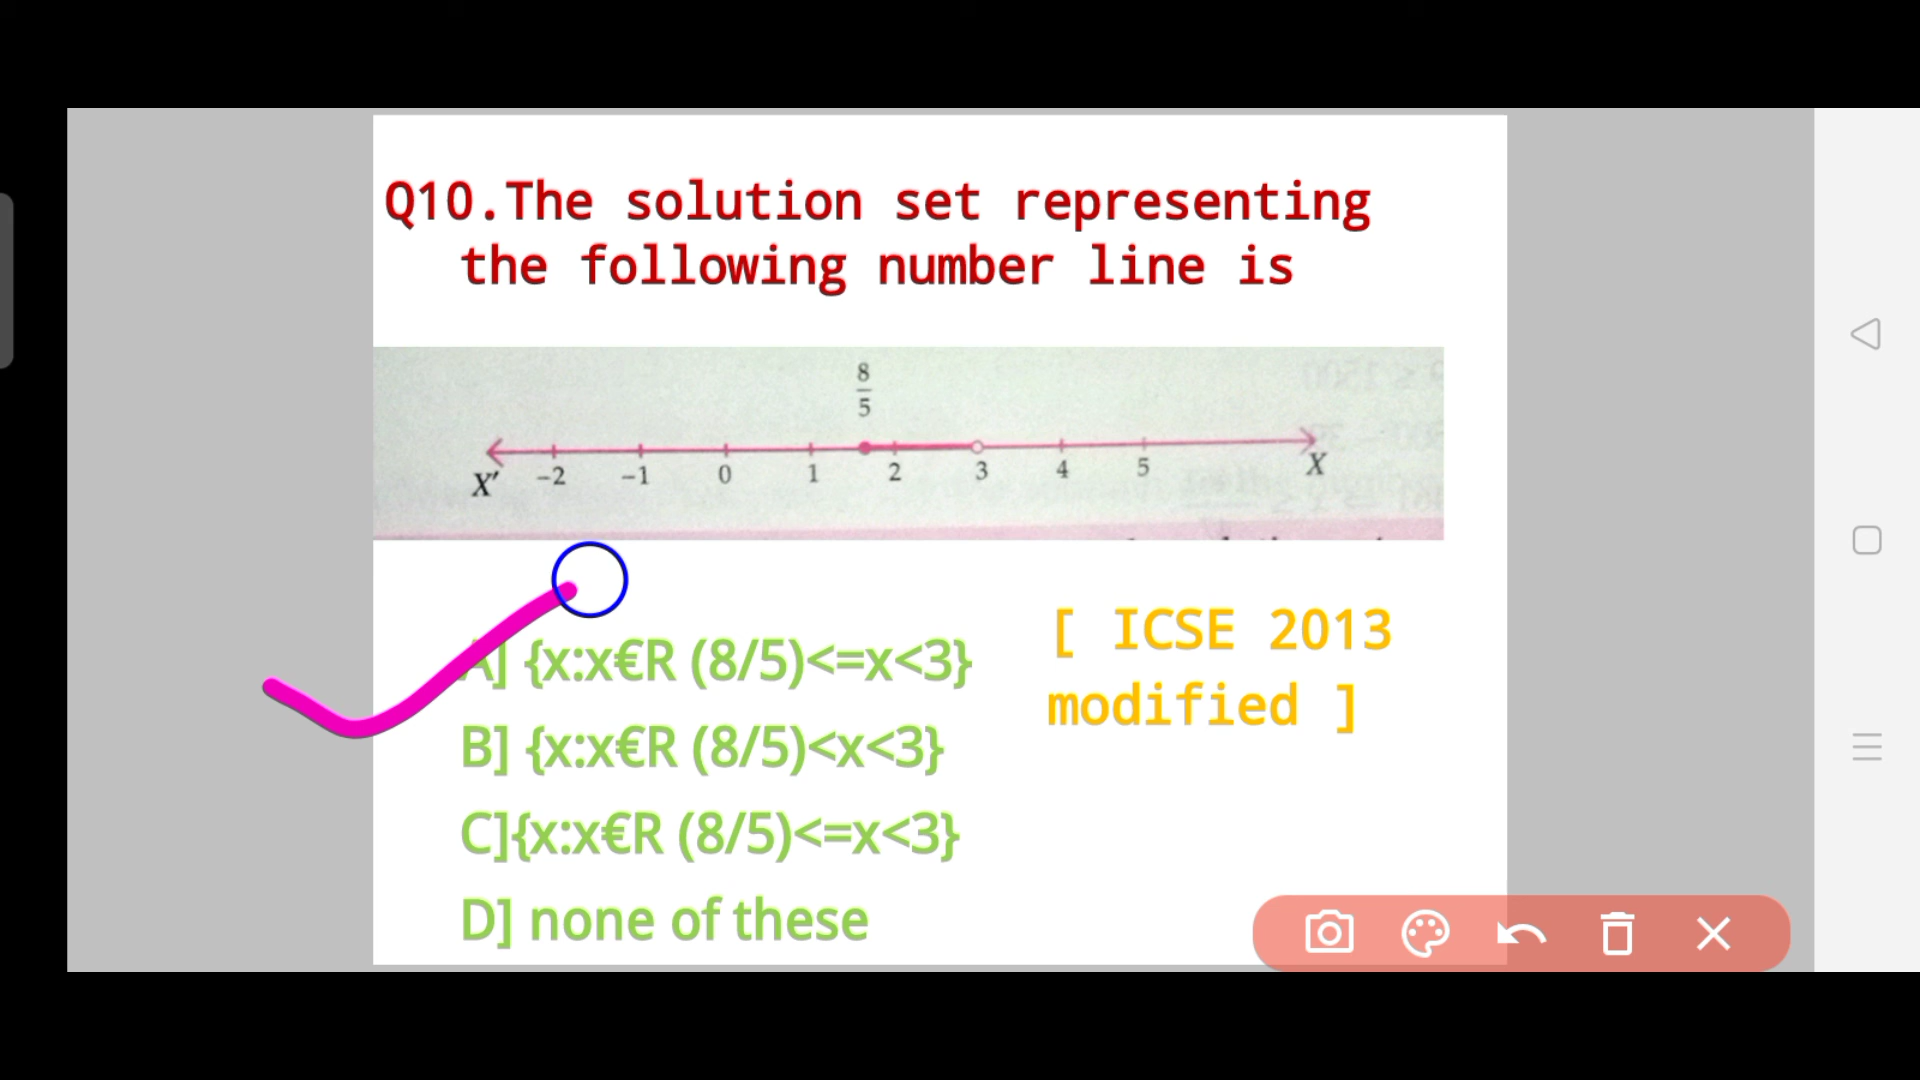 Q10.The solution set representing
the following number line is
8
5
X' -2 -1 0 1 2 3 4 5 X
A] {x:x€R (8/5)<=x<3}
B] {x:x€R (8/5)<x<3}
C]{x:x€R (8/5)<=x<3}
D] none of these
[ ICSE 2013
modified ]